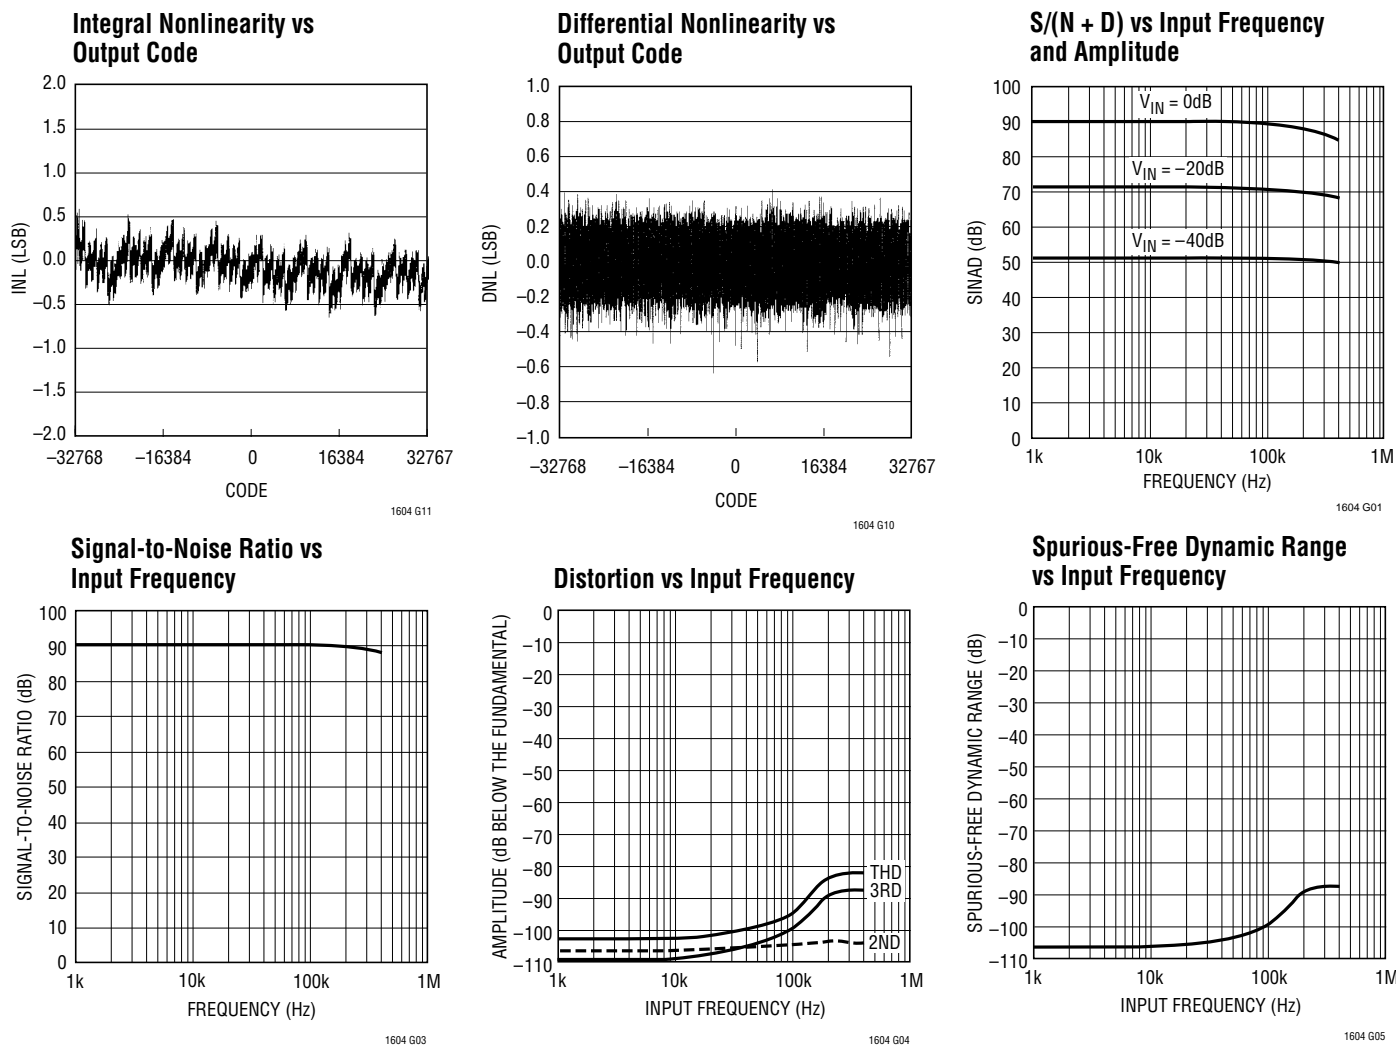 Integral Nonlinearity vs
Output Code
2.0
1.5
1.0
0.5
0.0
–0.5
–1.0
–1.5
–2.0
INL (LSB)
–32768
–16384
0
16384
32767
CODE
1604 G11
Differential Nonlinearity vs
Output Code
1.0
0.8
0.6
0.4
0.2
0.0
–0.2
–0.4
–0.6
–0.8
–1.0
DNL (LSB)
–32768
–16384
0
16384
32767
CODE
1604 G10
S/(N + D) vs Input Frequency
and Amplitude
100
90
80
70
60
50
40
30
20
10
0
SINAD (dB)
VIN = 0dB
VIN = –20dB
VIN = –40dB
1k
10k
100k
1M
FREQUENCY (Hz)
1604 G01
Signal-to-Noise Ratio vs
Input Frequency
100
90
80
70
60
50
40
30
20
10
0
SIGNAL-TO-NOISE RATIO (dB)
1k
10k
100k
1M
FREQUENCY (Hz)
1604 G03
Distortion vs Input Frequency
0
–10
–20
–30
–40
–50
–60
–70
–80
–90
–100
–110
AMPLITUDE (dB BELOW THE FUNDAMENTAL)
THD
3RD
2ND
1k
10k
100k
1M
INPUT FREQUENCY (Hz)
1604 G04
Spurious-Free Dynamic Range
vs Input Frequency
0
–10
–20
–30
–40
–50
–60
–70
–80
–90
–100
–110
SPURIOUS-FREE DYNAMIC RANGE (dB)
1k
10k
100k
1M
INPUT FREQUENCY (Hz)
1604 G05